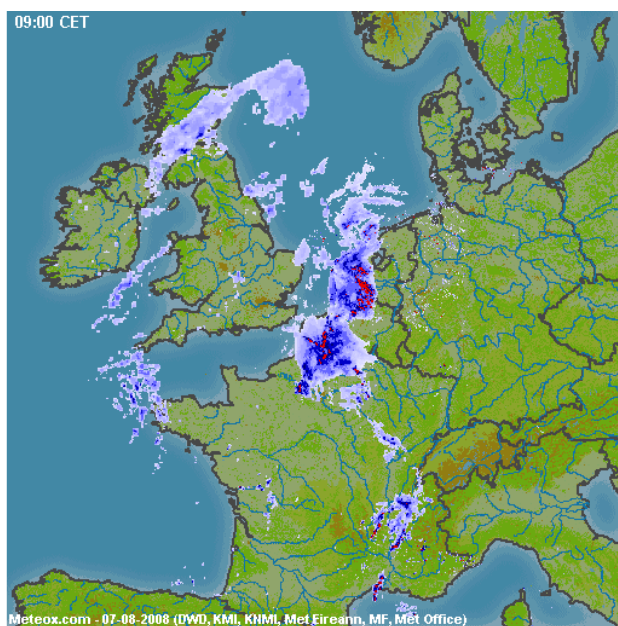 09:00 CET
Meteox.com - 07-08-2008 (DWD, KMI, KNMI, Met Eireann, MF, Met Office)